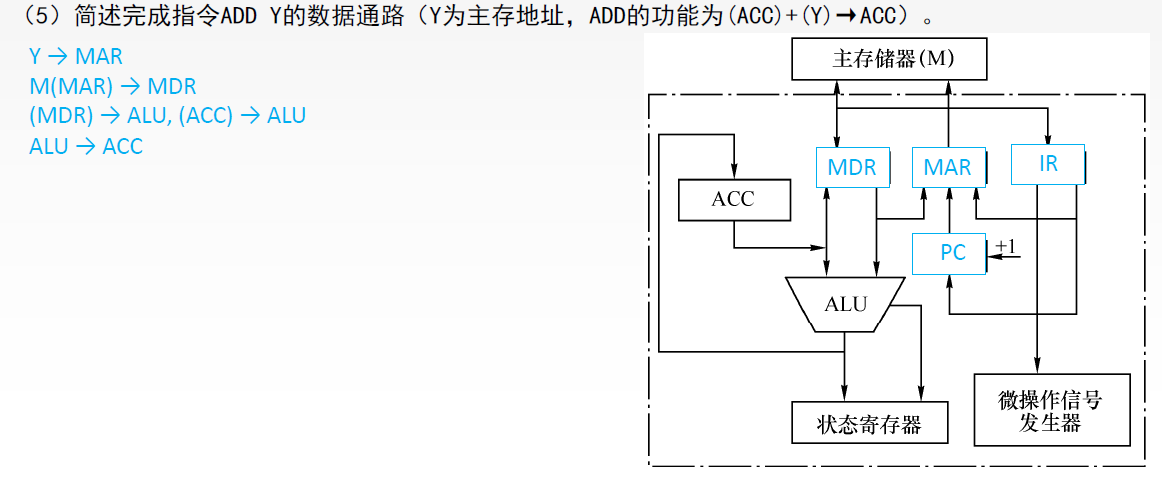 （5）简述完成指令ADD Y的数据通路（Y为主存地址，ADD的功能为(ACC)+(Y)→ACC）。
Y → MAR
M(MAR) → MDR
(MDR) → ALU, (ACC) → ALU
ALU → ACC
主存储器(M)
MDR
MAR
IR
ACC
PC
+1
ALU
状态寄存器
微操作信号
发生器